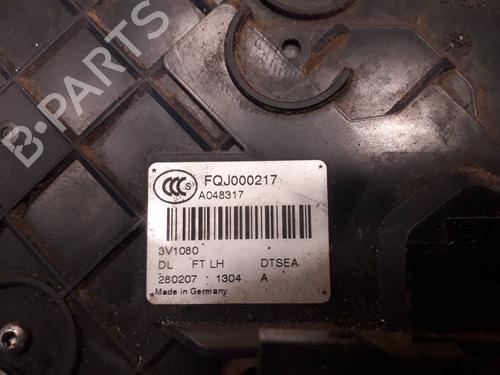 B-PARTS
CCC S
FQJ000217
A048317
3V1080
DL FT LH DTSEA
280207 1304 A
Made in Germany